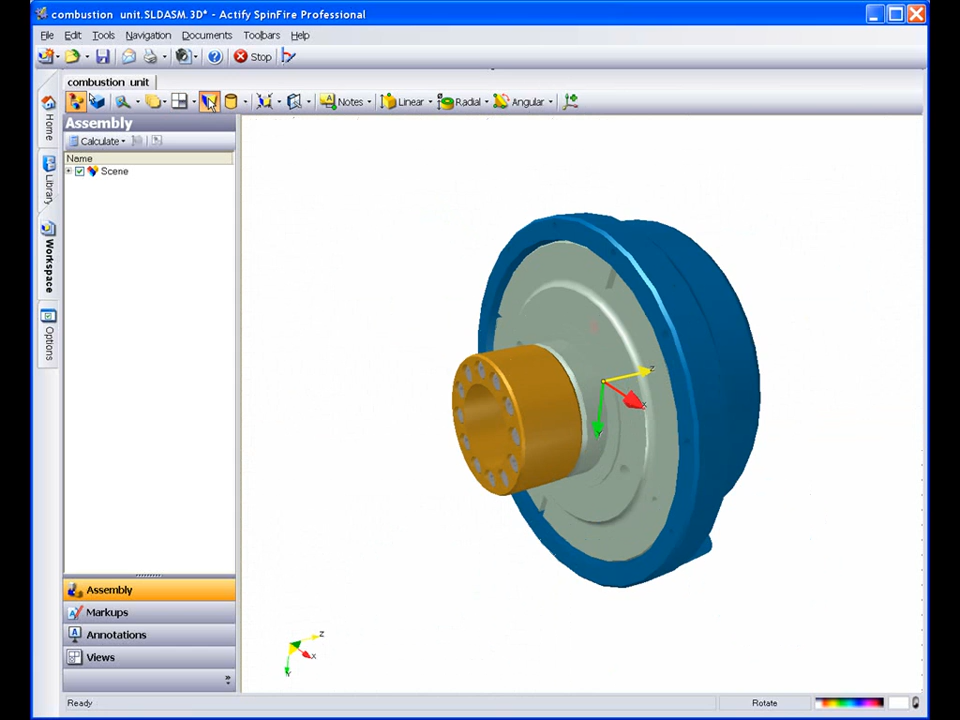 combustion unit.SLDASM.3D* - Actify SpinFire Professional
File Edit Tools Navigation Documents Toolbars Help
Stop
combustion unit
Notes Linear Radial Angular
Assembly
Calculate
Name
Scene
Home
Library
Workspace
Options
Z
X
Y
Assembly
Markups
Annotations
Views
Z
X
Y
Ready Rotate